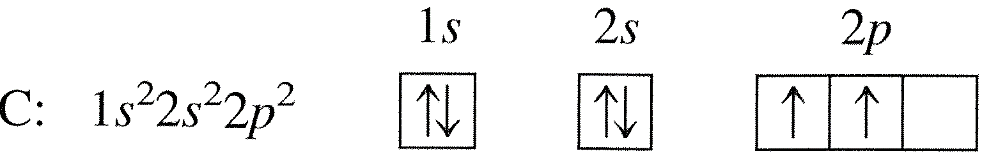 1s 2s 2p
C: 1s²2s²2p² ↑↓ ↑↓ ↑ ↑